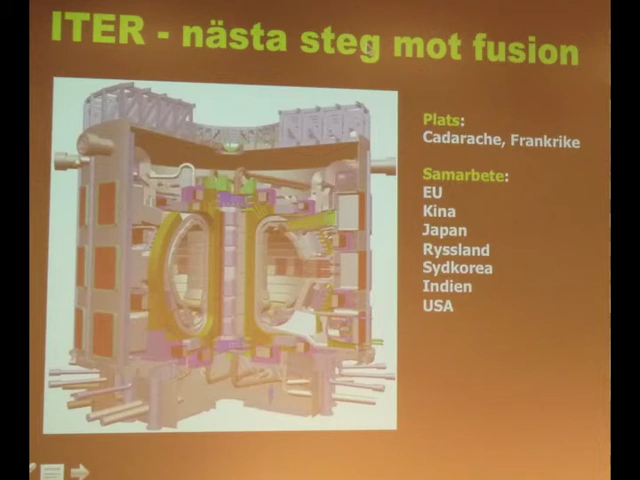 ITER - nästa steg mot fusion
Plats:
Cadarache, Frankrike
Samarbete:
EU
Kina
Japan
Ryssland
Sydkorea
Indien
USA